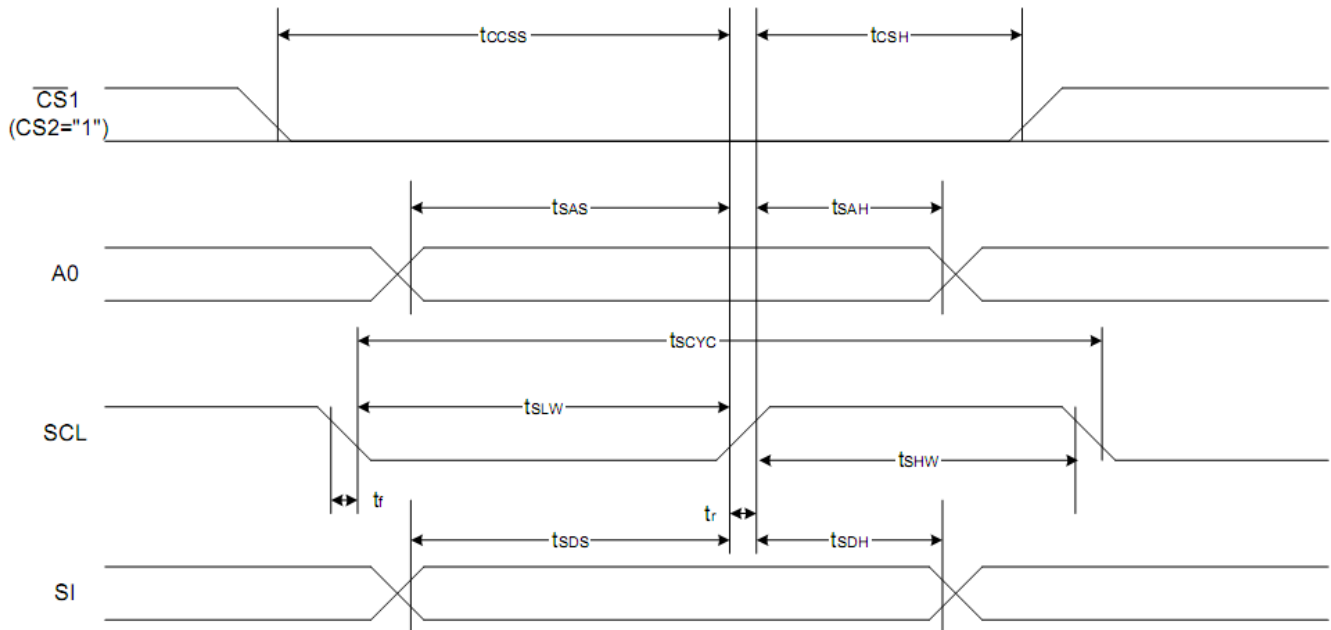 tCCSS tCSH
CS1
(CS2="1")
tSAS tSAH
A0
tSCYC
tSLW
SCL
tSHW
tf tr
tSDS tSDH
SI